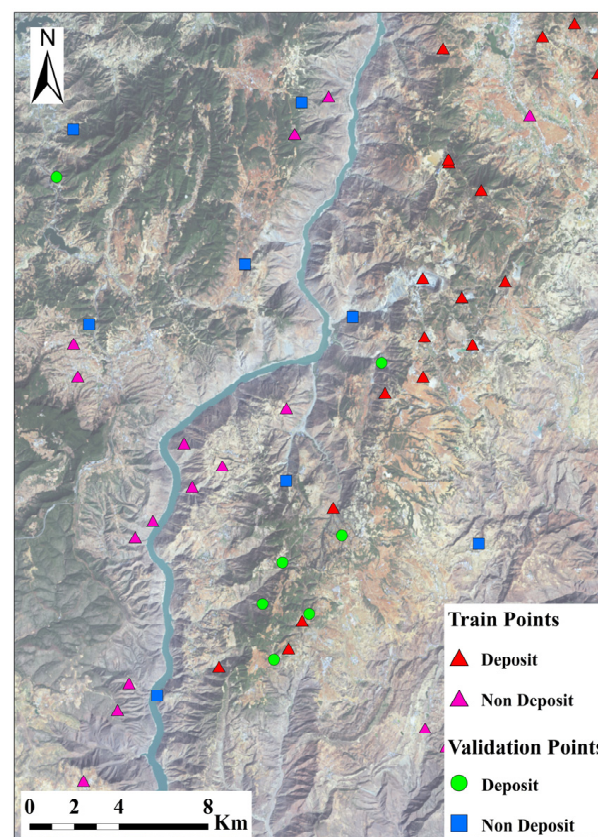 N
Train Points
Deposit
Non Deposit
Validation Points
Deposit
Non Deposit
0 2 4 8
Km